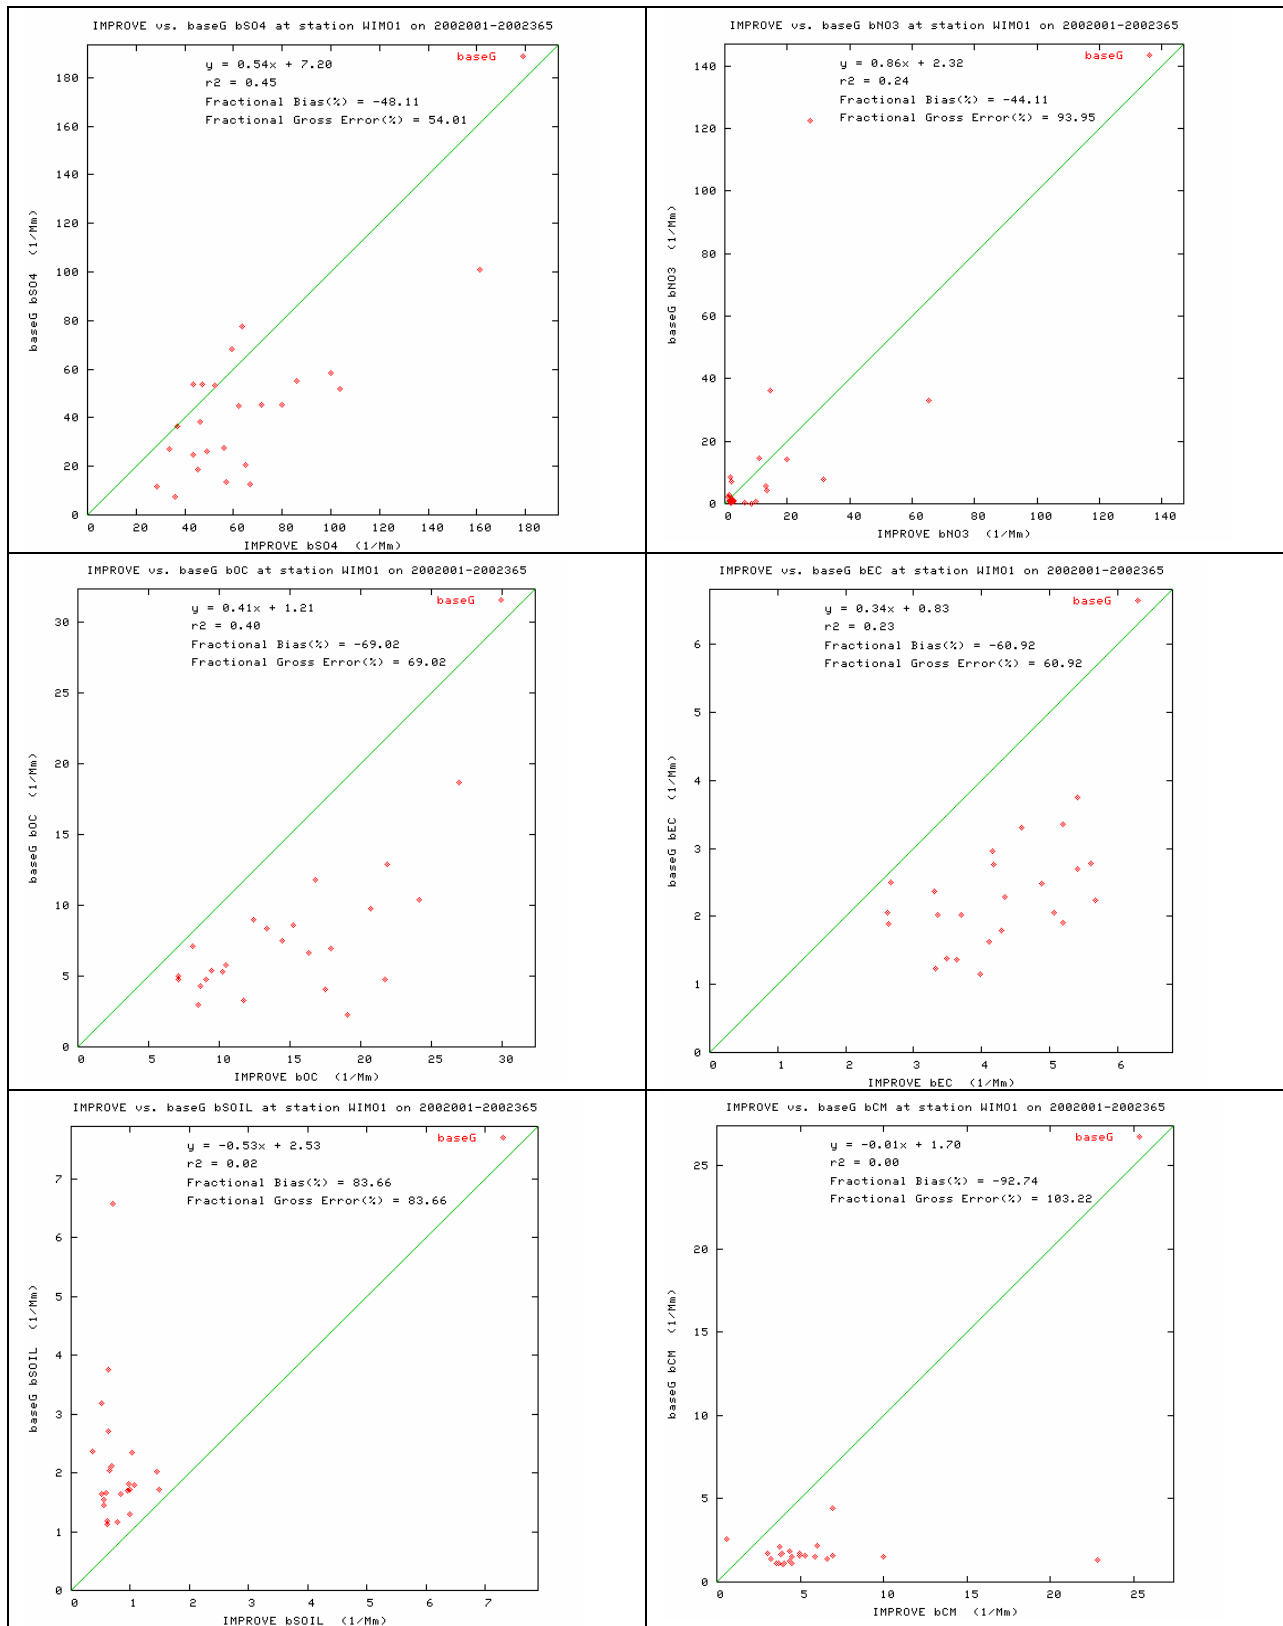 IMPROVE vs. baseG bSO4 at station WIMO1 on 2002001-2002365
baseG
y = 0.54x + 7.20
r2 = 0.45
Fractional Bias(%) = -48.11
Fractional Gross Error(%) = 54.01
180
160
140
120
100
80
60
40
20
0
baseG bSO4 (1/Mm)
0 20 40 60 80 100 120 140 160 180
IMPROVE bSO4 (1/Mm)
IMPROVE vs. baseG bNO3 at station WIMO1 on 2002001-2002365
baseG
y = 0.86x + 2.32
r2 = 0.24
Fractional Bias(%) = -44.11
Fractional Gross Error(%) = 93.95
140
120
100
80
60
40
20
0
baseG bNO3 (1/Mm)
0 20 40 60 80 100 120 140
IMPROVE bNO3 (1/Mm)
IMPROVE vs. baseG bOC at station WIMO1 on 2002001-2002365
baseG
y = 0.41x + 1.21
r2 = 0.40
Fractional Bias(%) = -69.02
Fractional Gross Error(%) = 69.02
30
25
20
15
10
5
0
baseG bOC (1/Mm)
0 5 10 15 20 25 30
IMPROVE bOC (1/Mm)
IMPROVE vs. baseG bEC at station WIMO1 on 2002001-2002365
baseG
y = 0.34x + 0.83
r2 = 0.23
Fractional Bias(%) = -60.92
Fractional Gross Error(%) = 60.92
6
5
4
3
2
1
0
baseG bEC (1/Mm)
0 1 2 3 4 5 6
IMPROVE bEC (1/Mm)
IMPROVE vs. baseG bSOIL at station WIMO1 on 2002001-2002365
baseG
y = -0.53x + 2.53
r2 = 0.02
Fractional Bias(%) = 83.66
Fractional Gross Error(%) = 83.66
7
6
5
4
3
2
1
0
baseG bSOIL (1/Mm)
0 1 2 3 4 5 6 7
IMPROVE bSOIL (1/Mm)
IMPROVE vs. baseG bCM at station WIMO1 on 2002001-2002365
baseG
y = -0.01x + 1.70
r2 = 0.00
Fractional Bias(%) = -92.74
Fractional Gross Error(%) = 103.22
25
20
15
10
5
0
baseG bCM (1/Mm)
0 5 10 15 20 25
IMPROVE bCM (1/Mm)